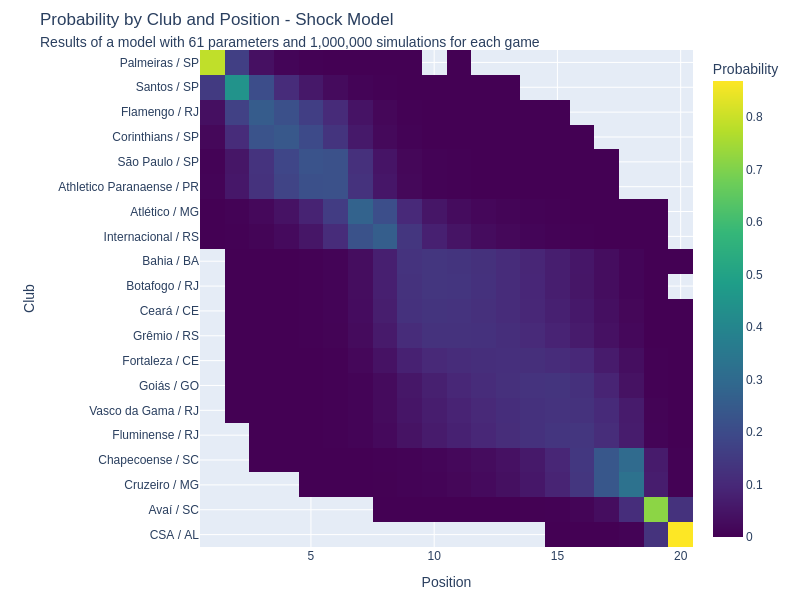 Probability by Club and Position - Shock Model
Results of a model with 61 parameters and 1,000,000 simulations for each game
Probability
Palmeiras / SP
Santos / SP
Flamengo / RJ
Corinthians / SP
São Paulo / SP
Athletico Paranaense / PR
Atlético / MG
Internacional / RS
Bahia / BA
Botafogo / RJ
Ceará / CE
Grêmio / RS
Fortaleza / CE
Goiás / GO
Vasco da Gama / RJ
Fluminense / RJ
Chapecoense / SC
Cruzeiro / MG
Avaí / SC
CSA / AL
Club
5
10
15
20
Position
0.8
0.7
0.6
0.5
0.4
0.3
0.2
0.1
0